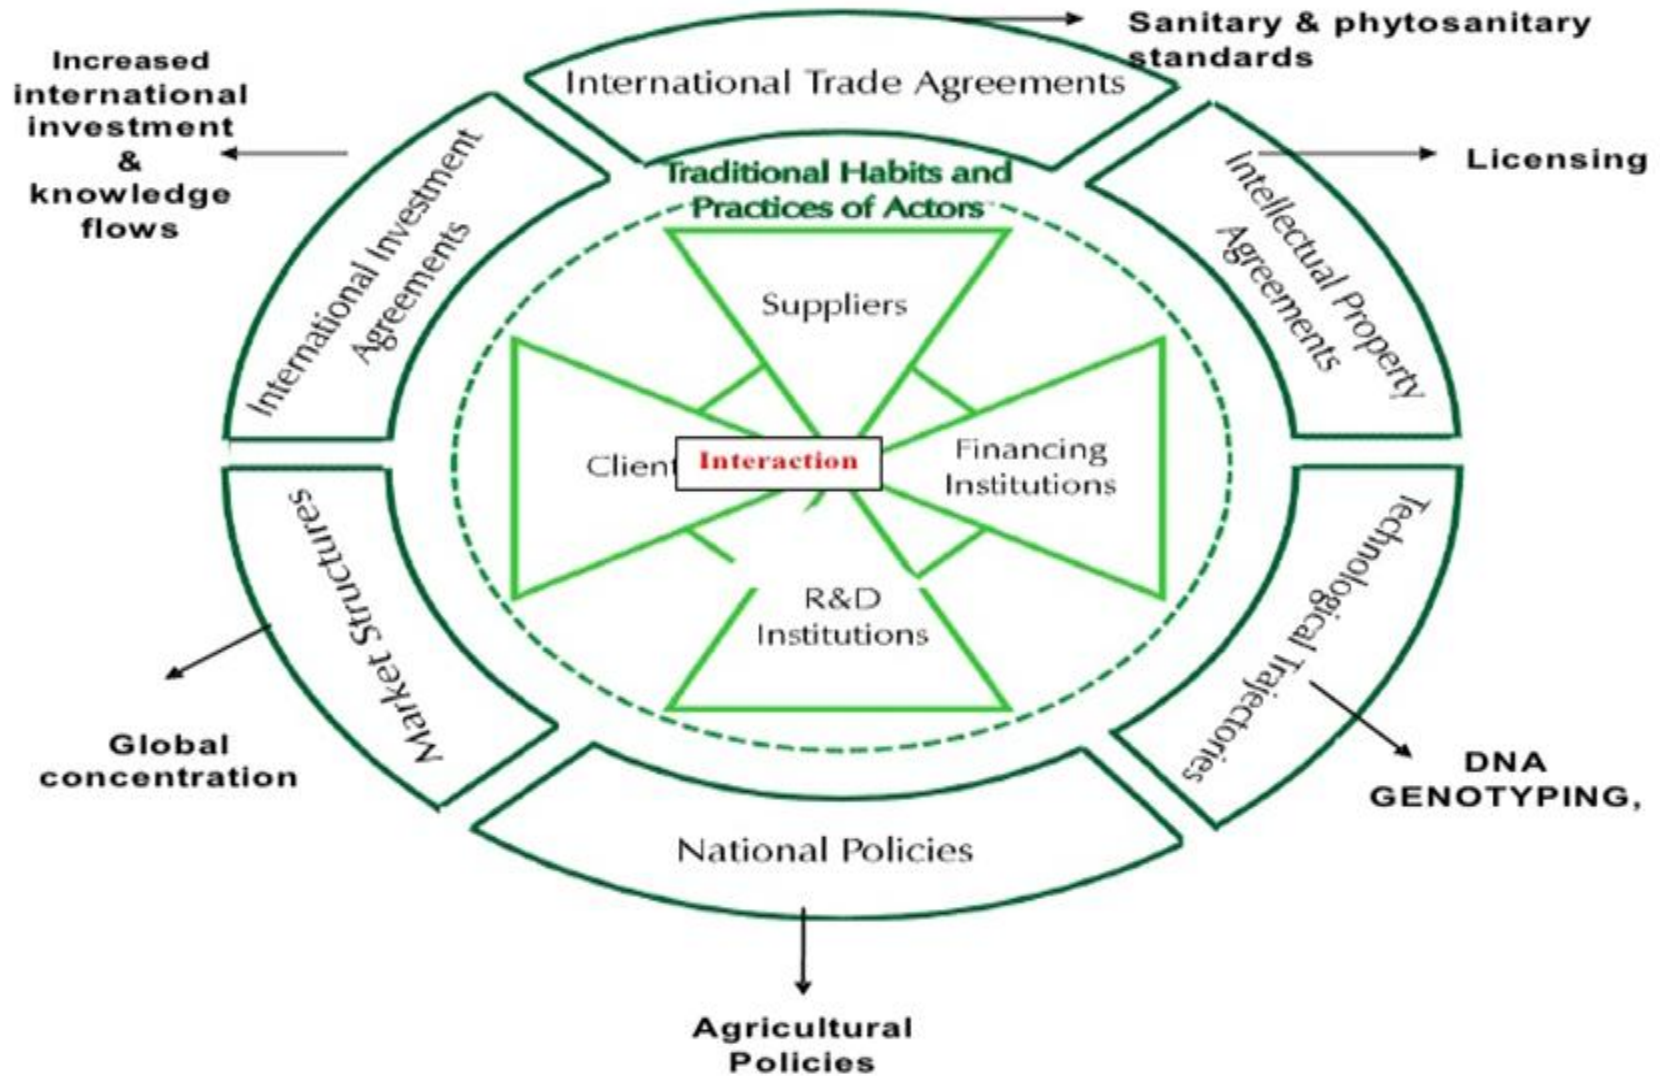 Sanitary & phytosanitary
standards
International Trade Agreements
Increased
international
investment
&
knowledge
flows
International Investment
Agreements
Intellectual Property
Agreements
Licensing
Traditional Habits and
Practices of Actors
Suppliers
Client
Interaction
Financing
Institutions
R&D
Institutions
Market Structures
Technological Trajectories
Global
concentration
DNA
GENOTYPING,
National Policies
Agricultural
Policies